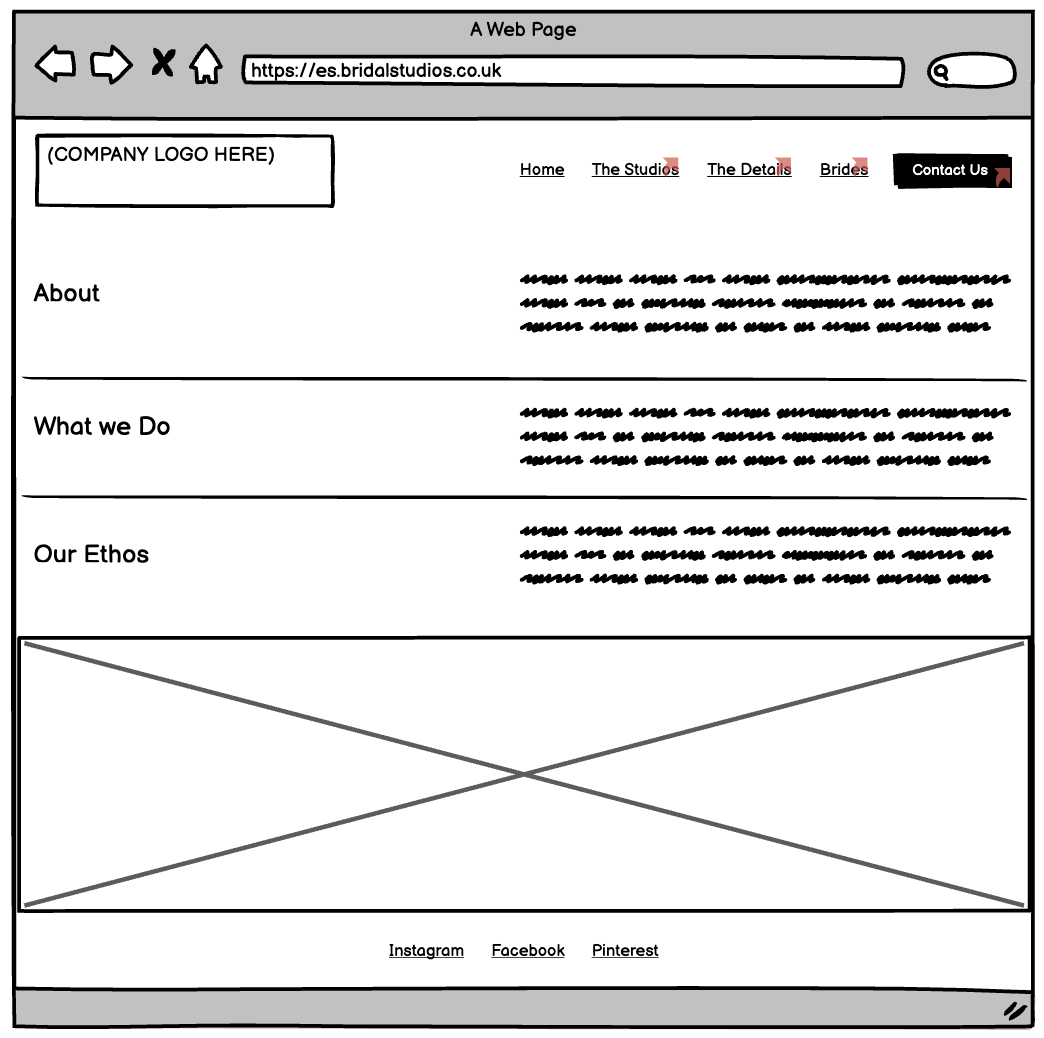 A Web Page
https://es.bridalstudios.co.uk
(COMPANY LOGO HERE)
Home The Studios The Details Brides Contact Us
About
What we Do
Our Ethos
Instagram Facebook Pinterest